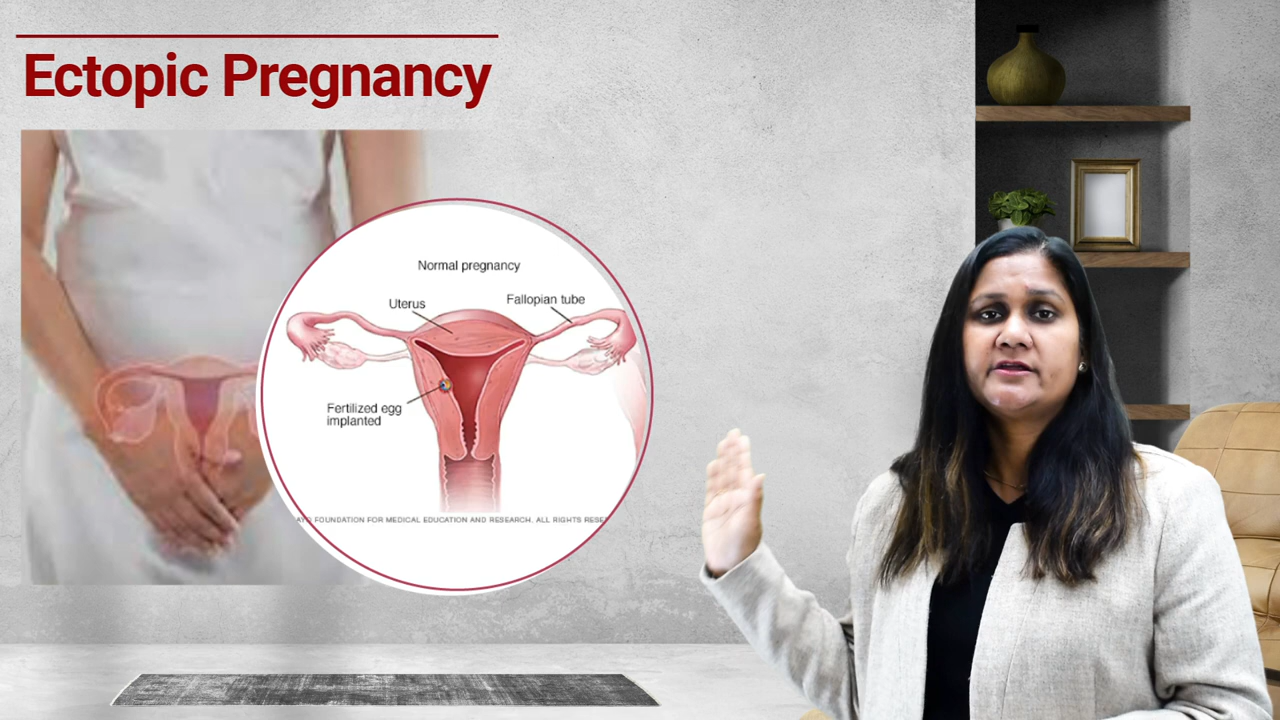 Ectopic Pregnancy
Normal pregnancy
Uterus
Fallopian tube
Fertilized egg
implanted
FOUNDATION FOR MEDICAL EDUCATION AND RESEARCH. ALL RIGHTS